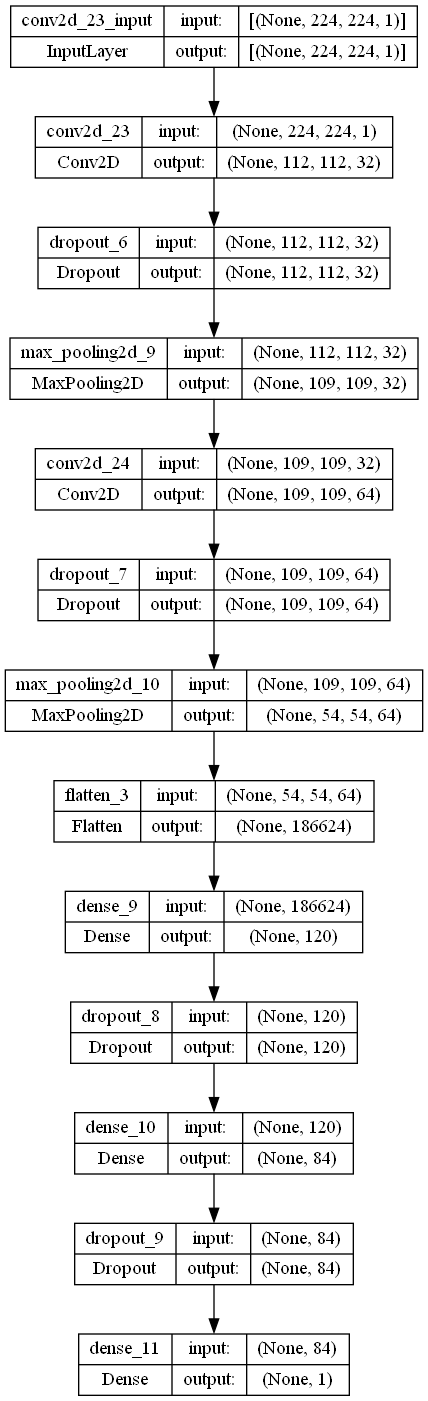 conv2d_23_input input: [(None, 224, 224, 1)]
InputLayer output: [(None, 224, 224, 1)]
conv2d_23 input: (None, 224, 224, 1)
Conv2D output: (None, 112, 112, 32)
dropout_6 input: (None, 112, 112, 32)
Dropout output: (None, 112, 112, 32)
max_pooling2d_9 input: (None, 112, 112, 32)
MaxPooling2D output: (None, 109, 109, 32)
conv2d_24 input: (None, 109, 109, 32)
Conv2D output: (None, 109, 109, 64)
dropout_7 input: (None, 109, 109, 64)
Dropout output: (None, 109, 109, 64)
max_pooling2d_10 input: (None, 109, 109, 64)
MaxPooling2D output: (None, 54, 54, 64)
flatten_3 input: (None, 54, 54, 64)
Flatten output: (None, 186624)
dense_9 input: (None, 186624)
Dense output: (None, 120)
dropout_8 input: (None, 120)
Dropout output: (None, 120)
dense_10 input: (None, 120)
Dense output: (None, 84)
dropout_9 input: (None, 84)
Dropout output: (None, 84)
dense_11 input: (None, 84)
Dense output: (None, 1)